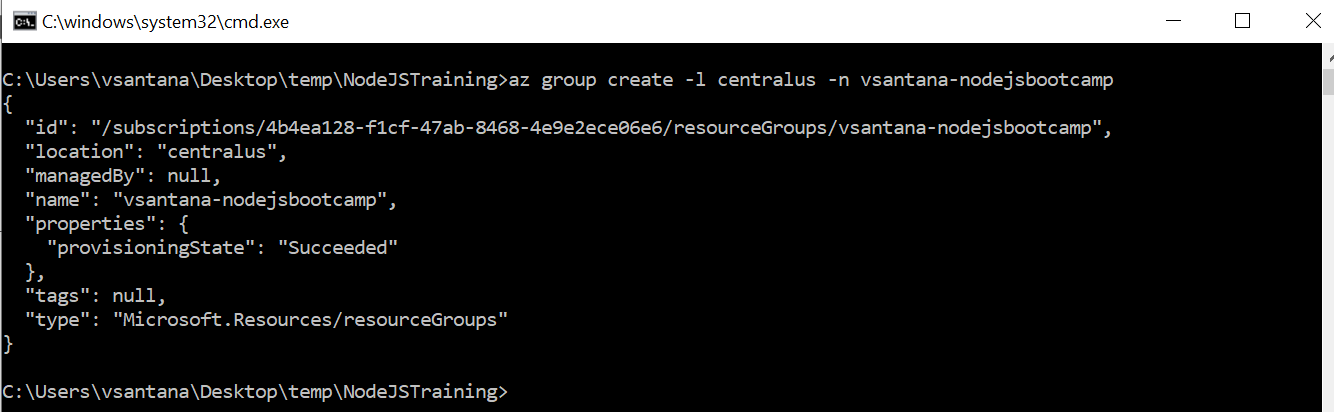 C:\windows\system32\cmd.exe
C:\Users\vsantana\Desktop\temp\NodeJSTraining>az group create -l centralus -n vsantana-nodejsbootcamp
{
  "id": "/subscriptions/4b4ea128-f1cf-47ab-8468-4e9e2ece06e6/resourceGroups/vsantana-nodejsbootcamp",
  "location": "centralus",
  "managedBy": null,
  "name": "vsantana-nodejsbootcamp",
  "properties": {
    "provisioningState": "Succeeded"
  },
  "tags": null,
  "type": "Microsoft.Resources/resourceGroups"
}
C:\Users\vsantana\Desktop\temp\NodeJSTraining>